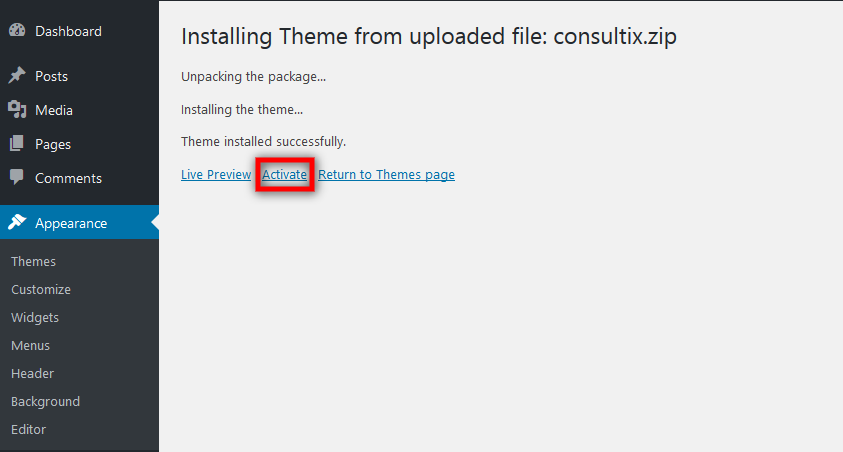 Dashboard
Posts
Media
Pages
Comments
Appearance
Themes
Customize
Widgets
Menus
Header
Background
Editor
Installing Theme from uploaded file: consultix.zip
Unpacking the package...
Installing the theme...
Theme installed successfully.
Live Preview Activate Return to Themes page